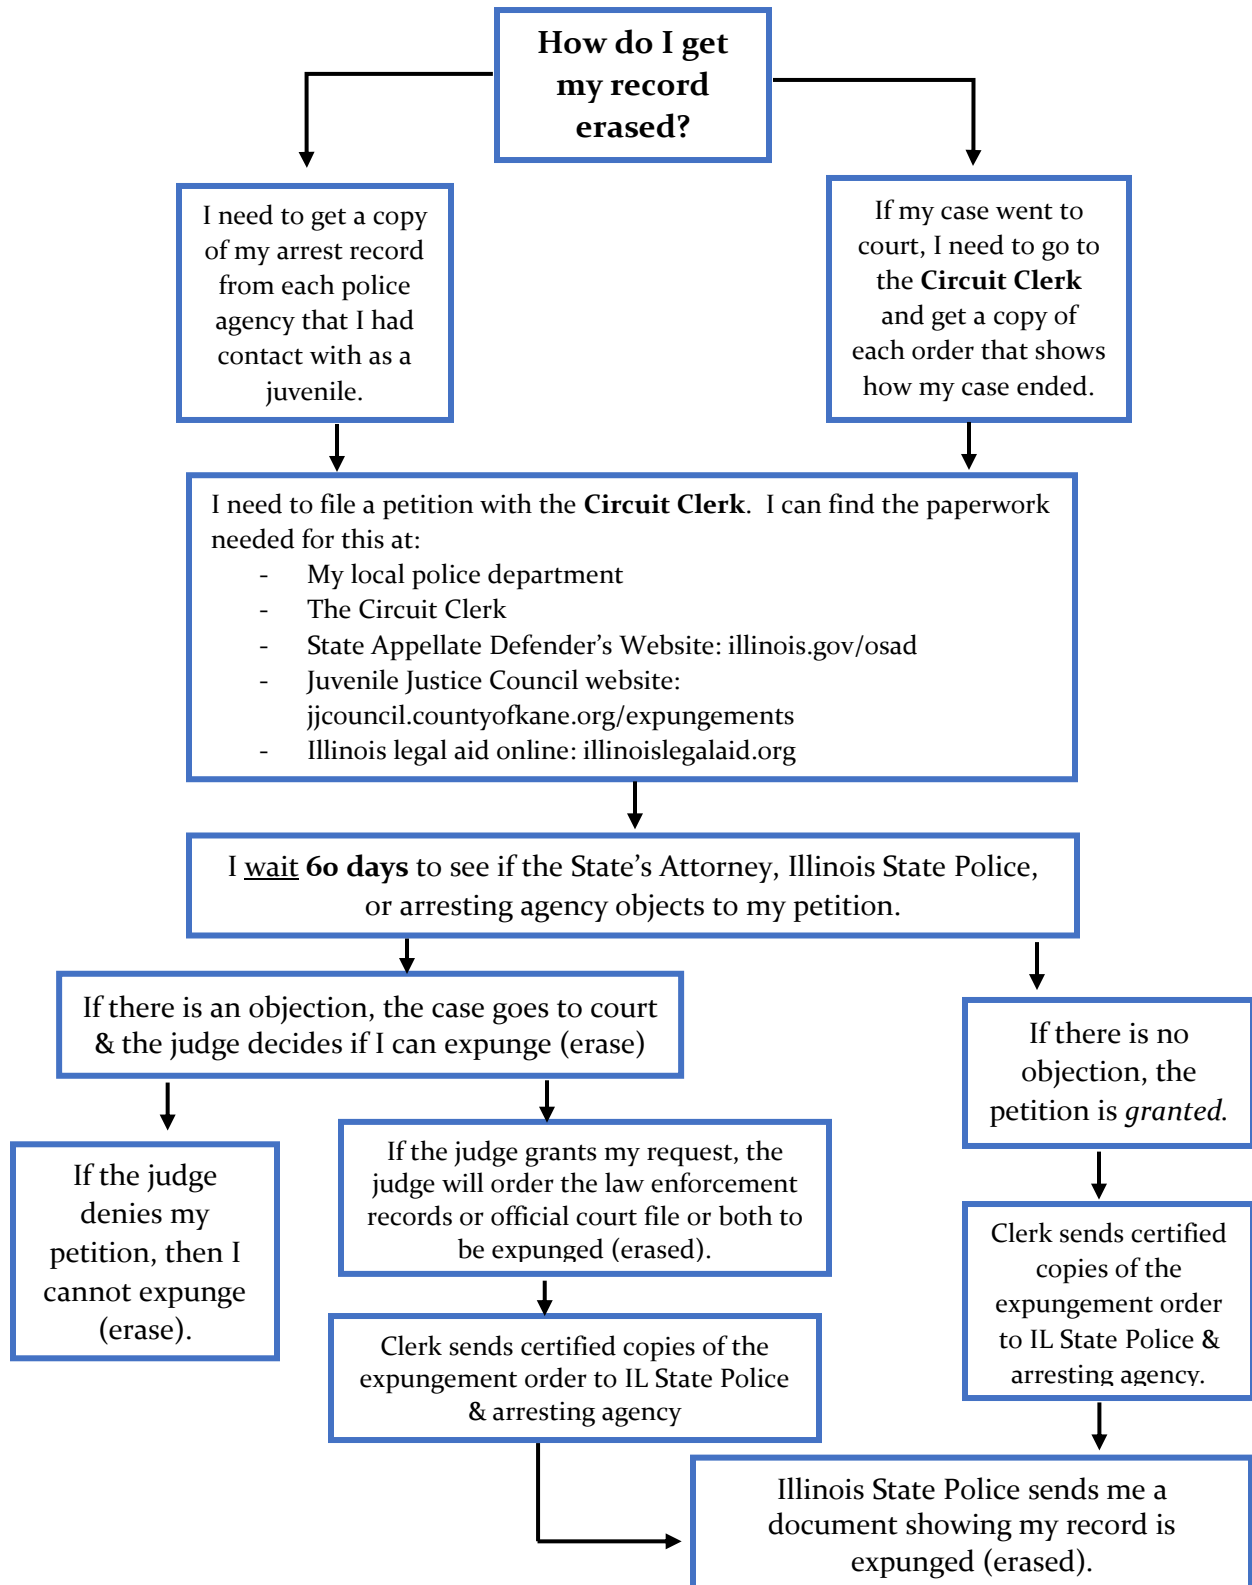 How do I get
my record
erased?
I need to get a copy
of my arrest record
from each police
agency that I had
contact with as a
juvenile.
If my case went to
court, I need to go to
the Circuit Clerk
and get a copy of
each order that shows
how my case ended.
I need to file a petition with the Circuit Clerk.  I can find the paperwork
needed for this at:
- My local police department
- The Circuit Clerk
- State Appellate Defender’s Website: illinois.gov/osad
- Juvenile Justice Council website:
jjcouncil.countyofkane.org/expungements
- Illinois legal aid online: illinoislegalaid.org
I wait 60 days to see if the State’s Attorney, Illinois State Police,
or arresting agency objects to my petition.
If there is an objection, the case goes to court
& the judge decides if I can expunge (erase)
If there is no
objection, the
petition is granted.
If the judge
denies my
petition, then I
cannot expunge
(erase).
If the judge grants my request, the
judge will order the law enforcement
records or official court file or both to
be expunged (erased).
Clerk sends certified
copies of the
expungement order
to IL State Police &
arresting agency.
Clerk sends certified copies of the
expungement order to IL State Police
& arresting agency
Illinois State Police sends me a
document showing my record is
expunged (erased).